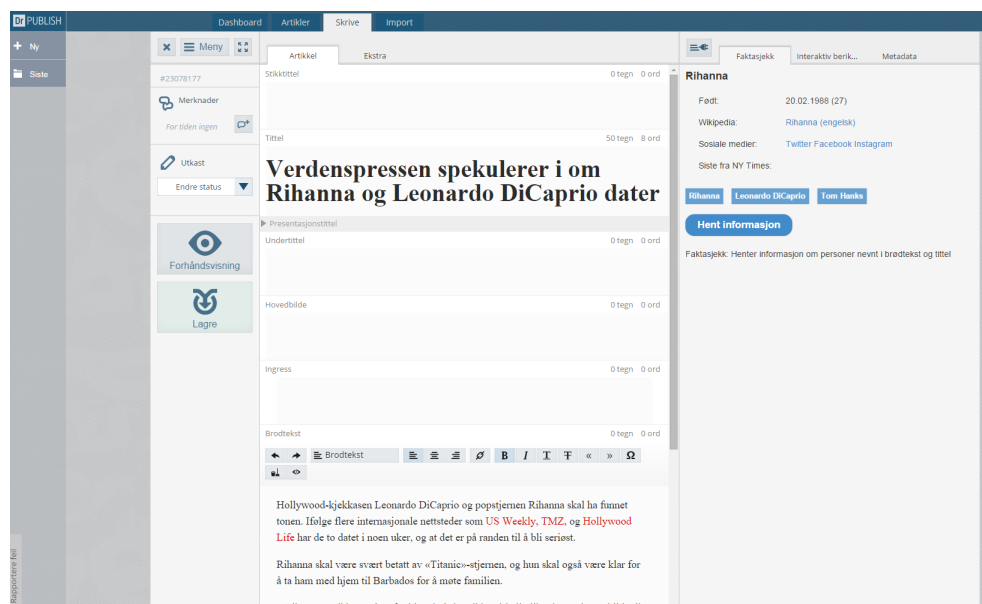 Dr PUBLISH
Dashboard Artikler Skrive Import
Ny
Siste
Meny
#23078177
Merknader
For tiden ingen
Utkast
Endre status
Forhåndsvisning
Lagre
Rapportere feil
Artikkel Ekstra
Stikktittel 0 tegn 0 ord
Tittel 50 tegn 8 ord
Verdenspressen spekulerer i om
Rihanna og Leonardo DiCaprio dater
Presentasjonstittel
Undertittel 0 tegn 0 ord
Hovedbilde 0 tegn 0 ord
Ingress 0 tegn 0 ord
Brodtekst 0 tegn 0 ord
Brodtekst B I T T « » Ω
Hollywood-kjekkasen Leonardo DiCaprio og popstjernen Rihanna skal ha funnet
tonen. Ifølge flere internasjonale nettsteder som US Weekly, TMZ, og Hollywood
Life har de to datet i noen uker, og at det er på randen til å bli seriøst.
Rihanna skal være svært betatt av «Titanic»-stjernen, og hun skal også være klar for
å ta ham med hjem til Barbados for å møte familien.
Faktasjekk Interaktiv berik... Metadata
Rihanna
Født: 20.02.1988 (27)
Wikipedia: Rihanna (engelsk)
Sosiale medier: Twitter Facebook Instagram
Siste fra NY Times:
Rihanna Leonardo DiCaprio Tom Hanks
Hent informasjon
Faktasjekk: Henter informasjon om personer nevnt i brødtekst og tittel